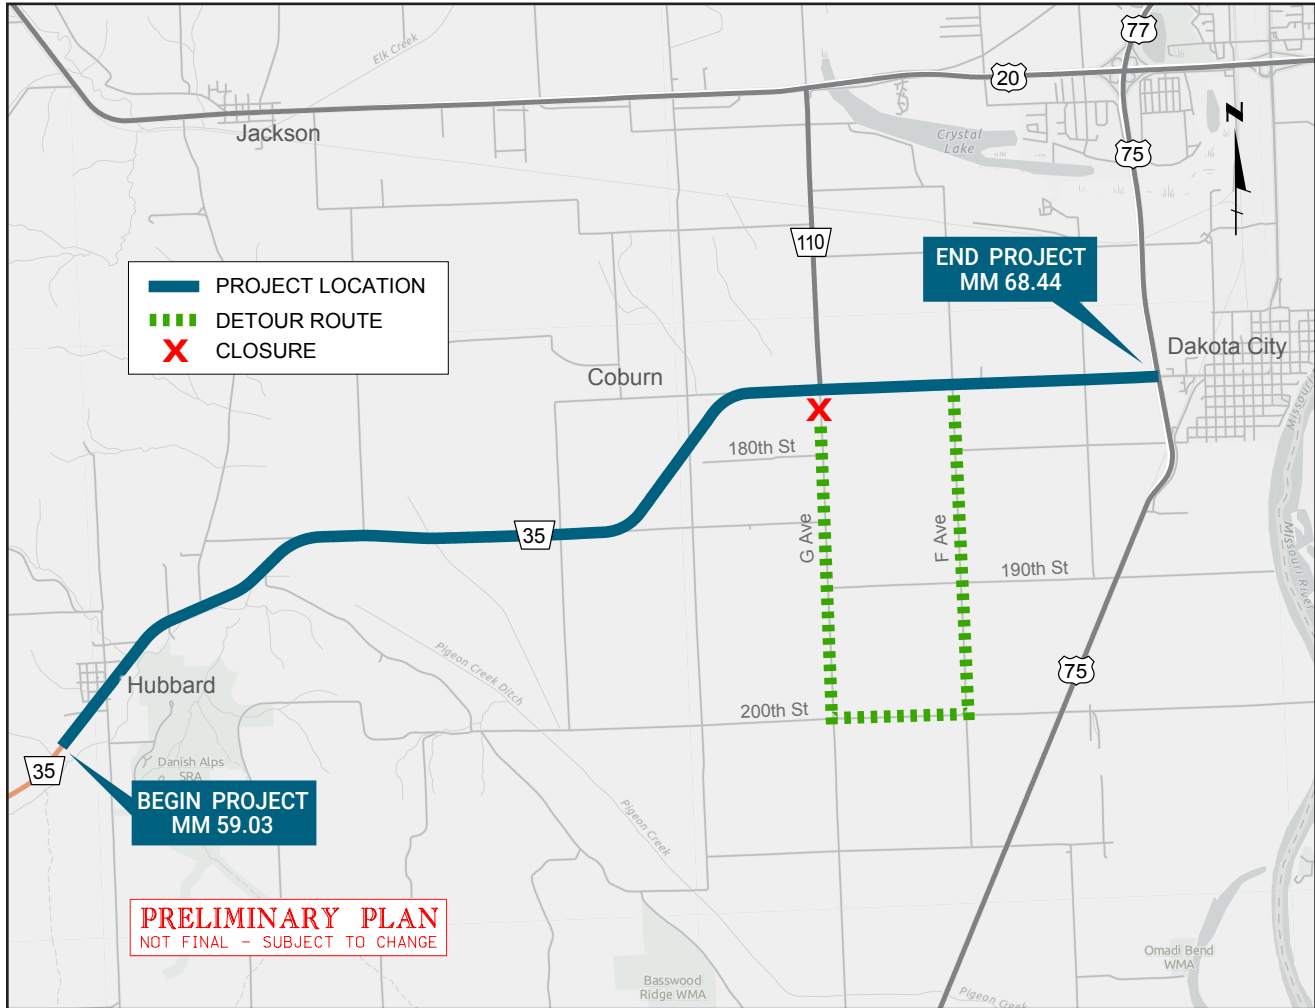 77
20
Elk Creek
Jackson
Crystal
Lake
75
N
110
END PROJECT
MM 68.44
PROJECT LOCATION
DETOUR ROUTE
X CLOSURE
Dakota City
Coburn
X
Missouri
180th St
35
G Ave
F Ave
190th St
Missouri River
Pigeon Creek Ditch
Hubbard
75
200th St
35
Danish Alps
SRA
BEGIN PROJECT
MM 59.03
Pigeon Creek
PRELIMINARY PLAN
NOT FINAL - SUBJECT TO CHANGE
Omadi Bend
WMA
Basswood
Ridge WMA
Pigeon Creek